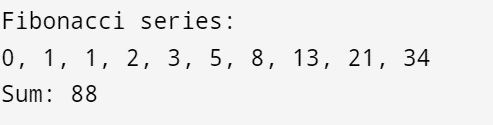 Fibonacci series:
0, 1, 1, 2, 3, 5, 8, 13, 21, 34
Sum: 88